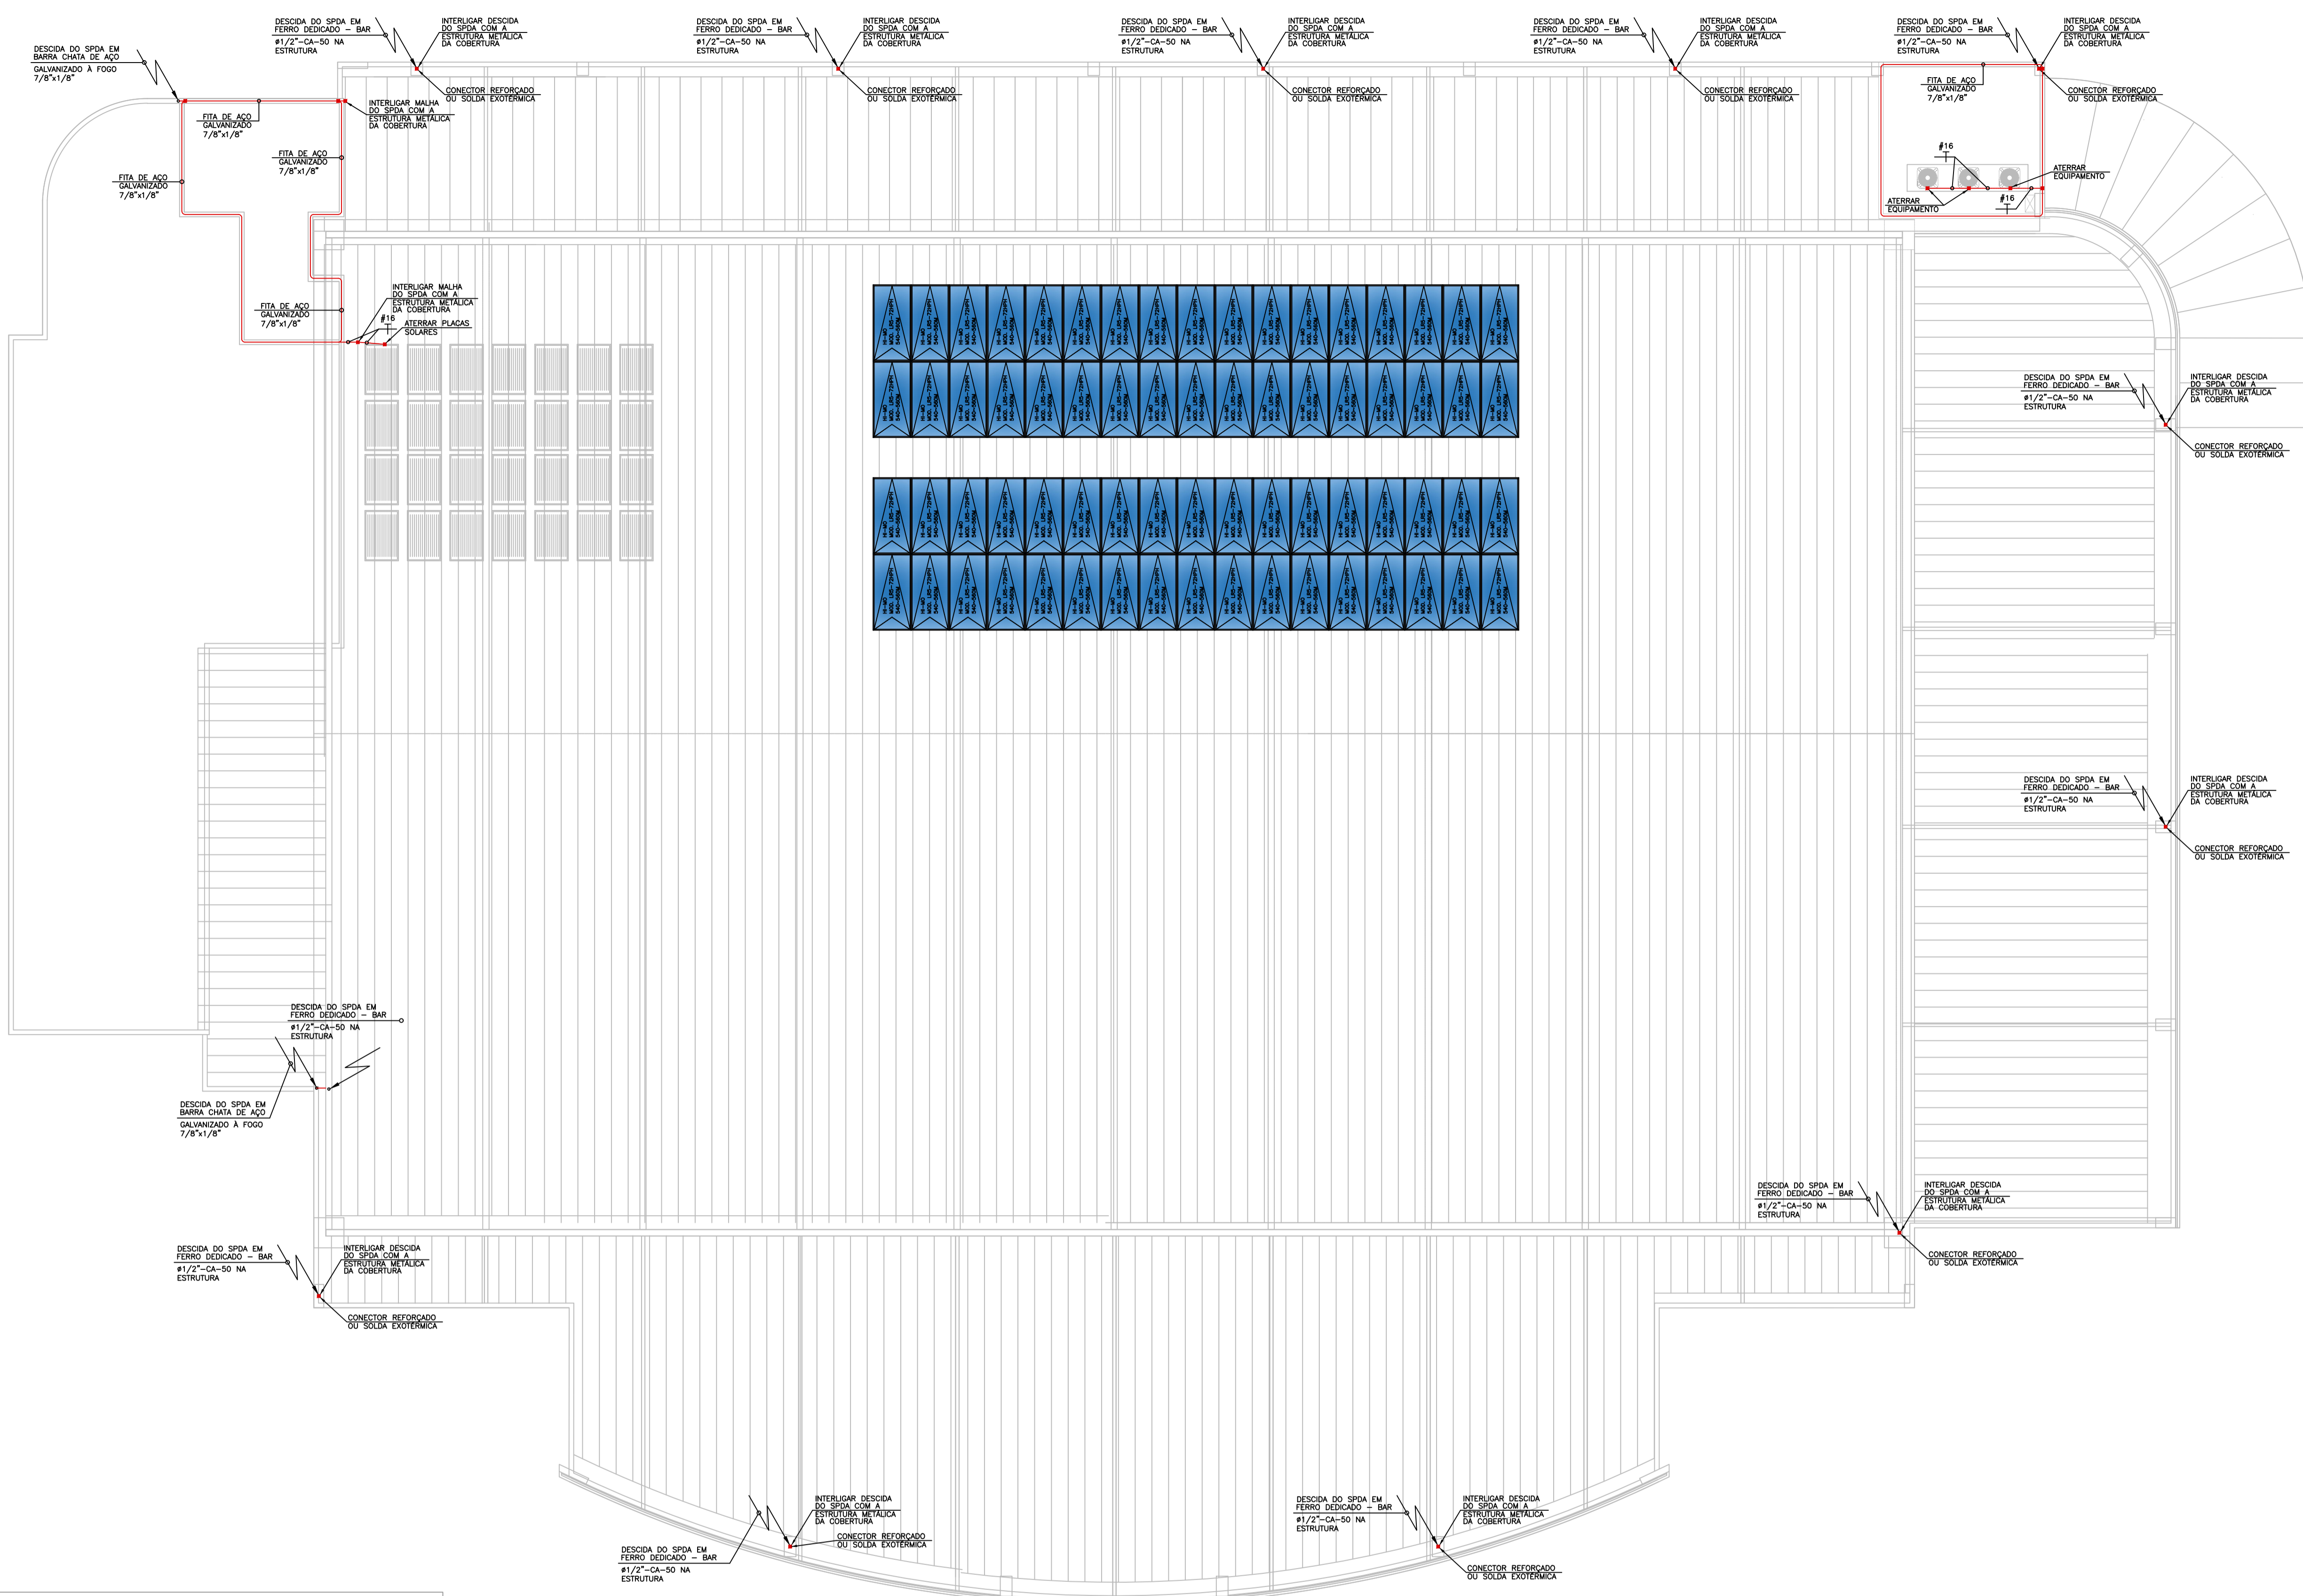 DESCIDA DO SPDA EM
FERRO DEDICADO – BAR
ø1/2"-CA-50 NA
ESTRUTURA
INTERLIGAR DESCIDA
DO SPDA COM A
ESTRUTURA METÁLICA
DA COBERTURA
CONECTOR REFORÇADO
OU SOLDA EXOTÉRMICA
DESCIDA DO SPDA EM
FERRO DEDICADO – BAR
ø1/2"-CA-50 NA
ESTRUTURA
INTERLIGAR DESCIDA
DO SPDA COM A
ESTRUTURA METÁLICA
DA COBERTURA
CONECTOR REFORÇADO
OU SOLDA EXOTÉRMICA
DESCIDA DO SPDA EM
FERRO DEDICADO – BAR
ø1/2"-CA-50 NA
ESTRUTURA
INTERLIGAR DESCIDA
DO SPDA COM A
ESTRUTURA METÁLICA
DA COBERTURA
CONECTOR REFORÇADO
OU SOLDA EXOTÉRMICA
DESCIDA DO SPDA EM
FERRO DEDICADO – BAR
ø1/2"-CA-50 NA
ESTRUTURA
INTERLIGAR DESCIDA
DO SPDA COM A
ESTRUTURA METÁLICA
DA COBERTURA
CONECTOR REFORÇADO
OU SOLDA EXOTÉRMICA
DESCIDA DO SPDA EM
FERRO DEDICADO – BAR
ø1/2"-CA-50 NA
ESTRUTURA
INTERLIGAR DESCIDA
DO SPDA COM A
ESTRUTURA METÁLICA
DA COBERTURA
CONECTOR REFORÇADO
OU SOLDA EXOTÉRMICA
DESCIDA DO SPDA EM
BARRA CHATA DE AÇO
GALVANIZADO À FOGO
7/8"x1/8"
INTERLIGAR MALHA
DO SPDA COM A
ESTRUTURA METÁLICA
DA COBERTURA
FITA DE AÇO
GALVANIZADO
7/8"x1/8"
FITA DE AÇO
GALVANIZADO
7/8"x1/8"
FITA DE AÇO
GALVANIZADO
7/8"x1/8"
FITA DE AÇO
GALVANIZADO
7/8"x1/8"
#16
ATERRAR
EQUIPAMENTO
ATERRAR
EQUIPAMENTO
#16
FITA DE AÇO
GALVANIZADO
7/8"x1/8"
INTERLIGAR MALHA
DO SPDA COM A
ESTRUTURA METÁLICA
DA COBERTURA
#16
ATERRAR PLACAS
SOLARES
HI-MO
MOD. LR5-72HPH
540-560M
DESCIDA DO SPDA EM
FERRO DEDICADO – BAR
ø1/2"-CA-50 NA
ESTRUTURA
INTERLIGAR DESCIDA
DO SPDA COM A
ESTRUTURA METÁLICA
DA COBERTURA
CONECTOR REFORÇADO
OU SOLDA EXOTÉRMICA
DESCIDA DO SPDA EM
FERRO DEDICADO – BAR
ø1/2"-CA-50 NA
ESTRUTURA
INTERLIGAR DESCIDA
DO SPDA COM A
ESTRUTURA METÁLICA
DA COBERTURA
CONECTOR REFORÇADO
OU SOLDA EXOTÉRMICA
DESCIDA DO SPDA EM
FERRO DEDICADO – BAR
ø1/2"-CA-50 NA
ESTRUTURA
DESCIDA DO SPDA EM
BARRA CHATA DE AÇO
GALVANIZADO À FOGO
7/8"x1/8"
DESCIDA DO SPDA EM
FERRO DEDICADO – BAR
ø1/2"-CA-50 NA
ESTRUTURA
INTERLIGAR DESCIDA
DO SPDA COM A
ESTRUTURA METÁLICA
DA COBERTURA
CONECTOR REFORÇADO
OU SOLDA EXOTÉRMICA
DESCIDA DO SPDA EM
FERRO DEDICADO – BAR
ø1/2"-CA-50 NA
ESTRUTURA
INTERLIGAR DESCIDA
DO SPDA COM A
ESTRUTURA METÁLICA
DA COBERTURA
CONECTOR REFORÇADO
OU SOLDA EXOTÉRMICA
INTERLIGAR DESCIDA
DO SPDA COM A
ESTRUTURA METÁLICA
DA COBERTURA
CONECTOR REFORÇADO
OU SOLDA EXOTÉRMICA
DESCIDA DO SPDA EM
FERRO DEDICADO – BAR
ø1/2"-CA-50 NA
ESTRUTURA
DESCIDA DO SPDA EM
FERRO DEDICADO – BAR
ø1/2"-CA-50 NA
ESTRUTURA
INTERLIGAR DESCIDA
DO SPDA COM A
ESTRUTURA METÁLICA
DA COBERTURA
CONECTOR REFORÇADO
OU SOLDA EXOTÉRMICA